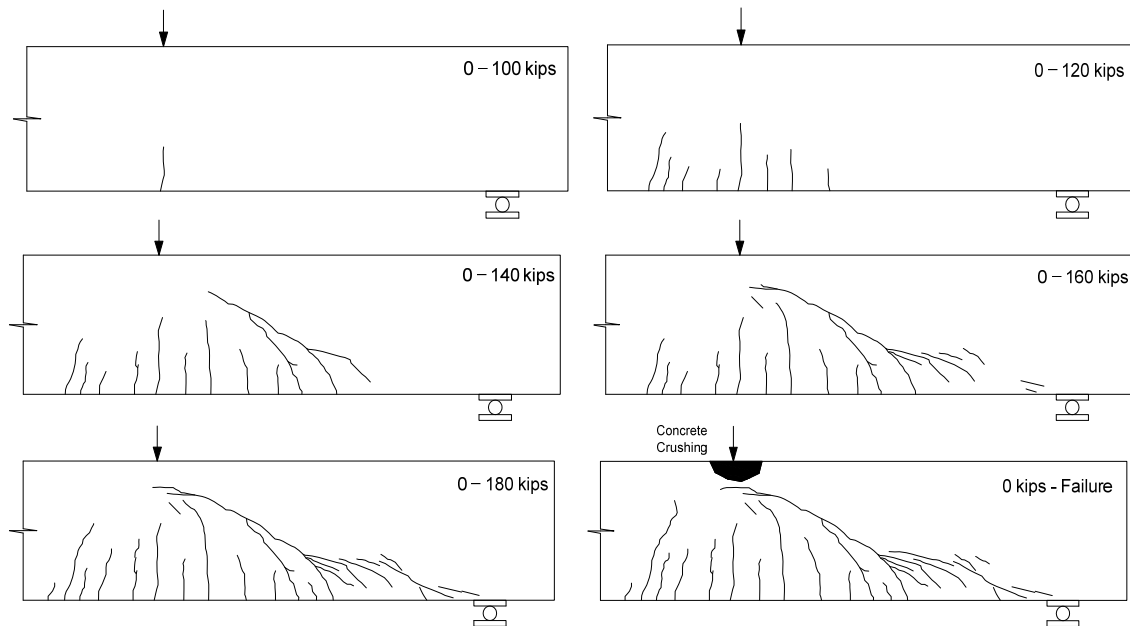 0 – 100 kips
0 – 120 kips
0 – 140 kips
0 – 160 kips
0 – 180 kips
Concrete
Crushing
0 kips - Failure